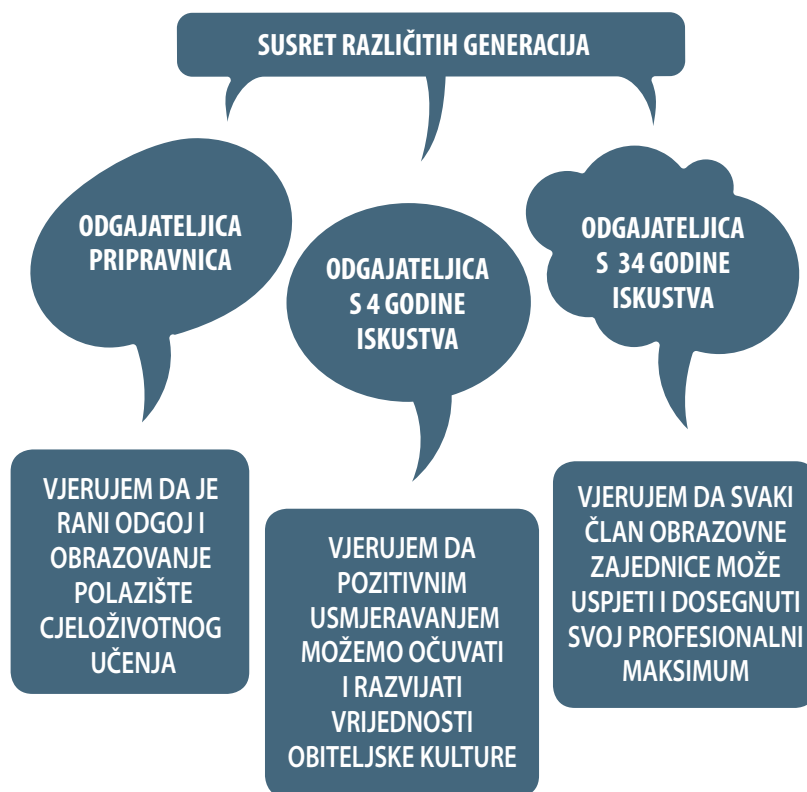 SUSRET RAZLIČITIH GENERACIJA
ODGAJATELJICA
PRIPRAVNICA
ODGAJATELJICA
S 4 GODINE
ISKUSTVA
ODGAJATELJICA
S 34 GODINE
ISKUSTVA
VJERUJEM DA JE
RANI ODGOJ I
OBRAZOVANJE
POLAZIŠTE
CJELOŽIVOTNOG
UČENJA
VJERUJEM DA
POZITIVNIM
USMJERAVANJEM
MOŽEMO OČUVATI
I RAZVIJATI
VRIJEDNOSTI
OBITELJSKE KULTURE
VJERUJEM DA SVAKI
ČLAN OBRAZOVNE
ZAJEDNICE MOŽE
USPJETI I DOSEGNUTI
SVOJ PROFESIONALNI
MAKSIMUM